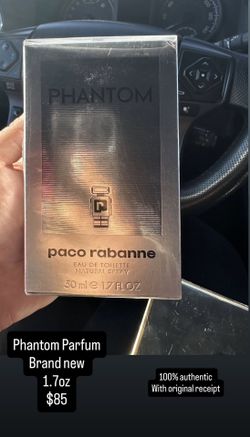 PHANTOM
paco rabanne
EAU DE TOILETTE
NATURAL SPRAY
50 ml e 1.7 FL.OZ
Phantom Parfum
Brand new
1.7oz
$85
100% authentic
With original receipt